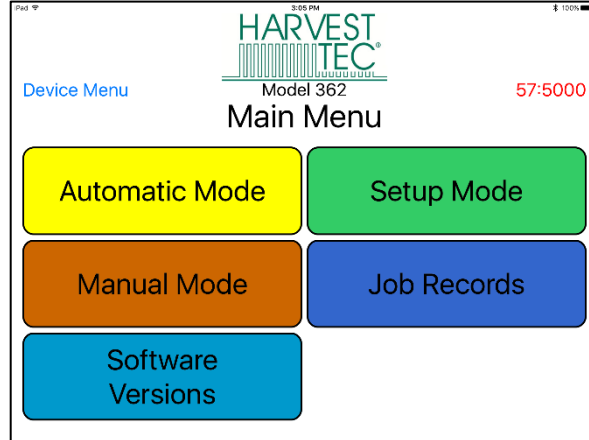 iPad
3:05 PM
100%
HARVEST
TEC®
Device Menu
Model 362
57:5000
Main Menu
Automatic Mode
Setup Mode
Manual Mode
Job Records
Software
Versions